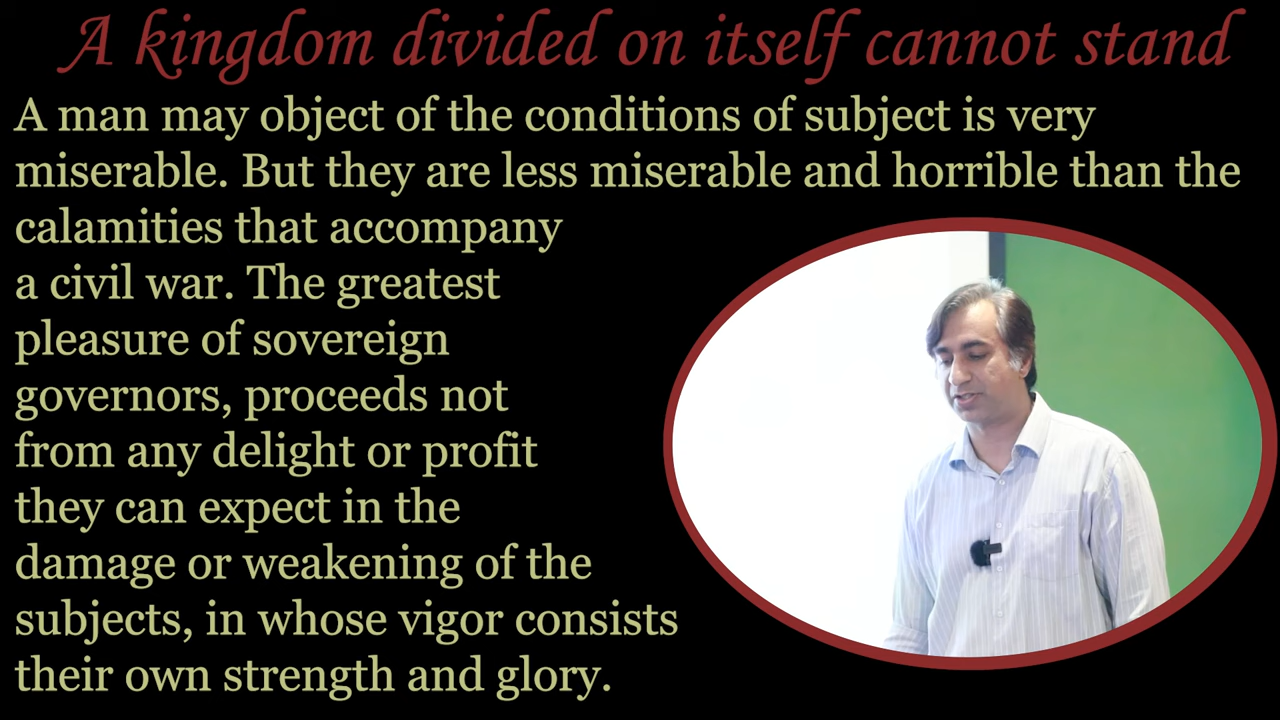 A kingdom divided on itself cannot stand
A man may object of the conditions of subject is very
miserable. But they are less miserable and horrible than the
calamities that accompany
a civil war. The greatest
pleasure of sovereign
governors, proceeds not
from any delight or profit
they can expect in the
damage or weakening of the
subjects, in whose vigor consists
their own strength and glory.